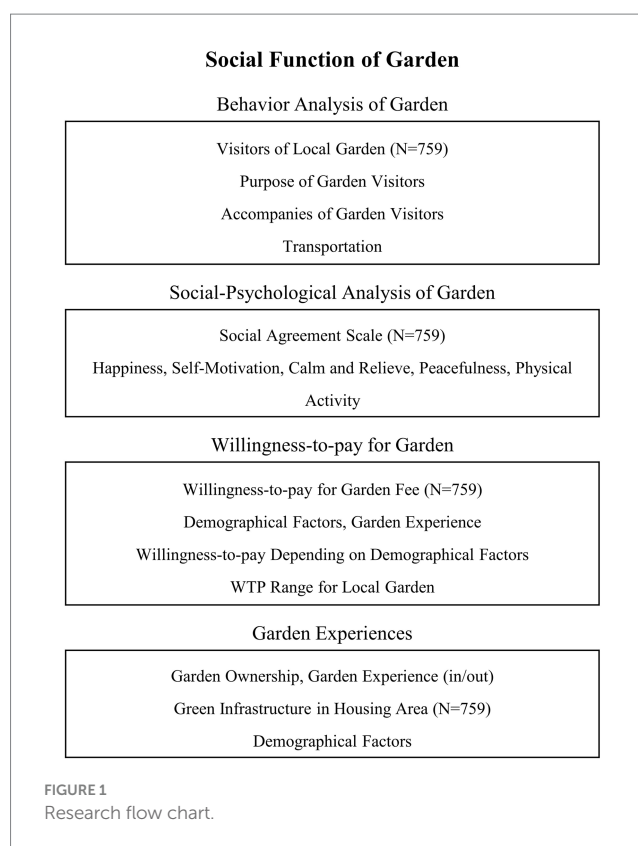 Social Function of Garden
Behavior Analysis of Garden
Visitors of Local Garden (N=759)
Purpose of Garden Visitors
Accompanies of Garden Visitors
Transportation
Social-Psychological Analysis of Garden
Social Agreement Scale (N=759)
Happiness, Self-Motivation, Calm and Relieve, Peacefulness, Physical
Activity
Willingness-to-pay for Garden
Willingness-to-pay for Garden Fee (N=759)
Demographical Factors, Garden Experience
Willingness-to-pay Depending on Demographical Factors
WTP Range for Local Garden
Garden Experiences
Garden Ownership, Garden Experience (in/out)
Green Infrastructure in Housing Area (N=759)
Demographical Factors
FIGURE 1
Research flow chart.